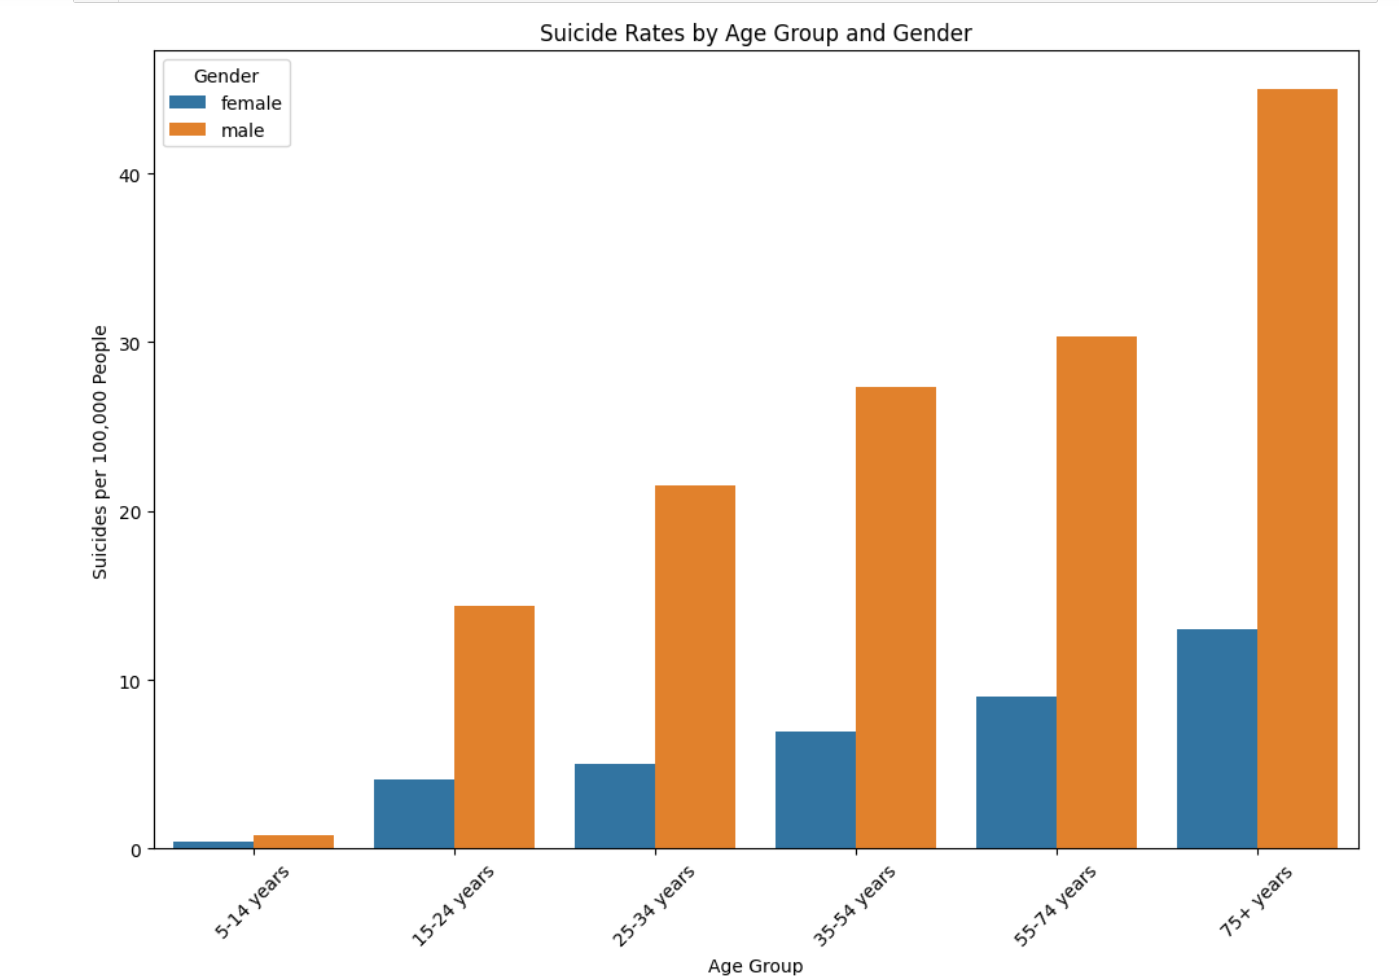 Suicide Rates by Age Group and Gender
Gender
female
male
40
30
20
10
0
Suicides per 100,000 People
5-14 years
15-24 years
25-34 years
35-54 years
55-74 years
75+ years
Age Group